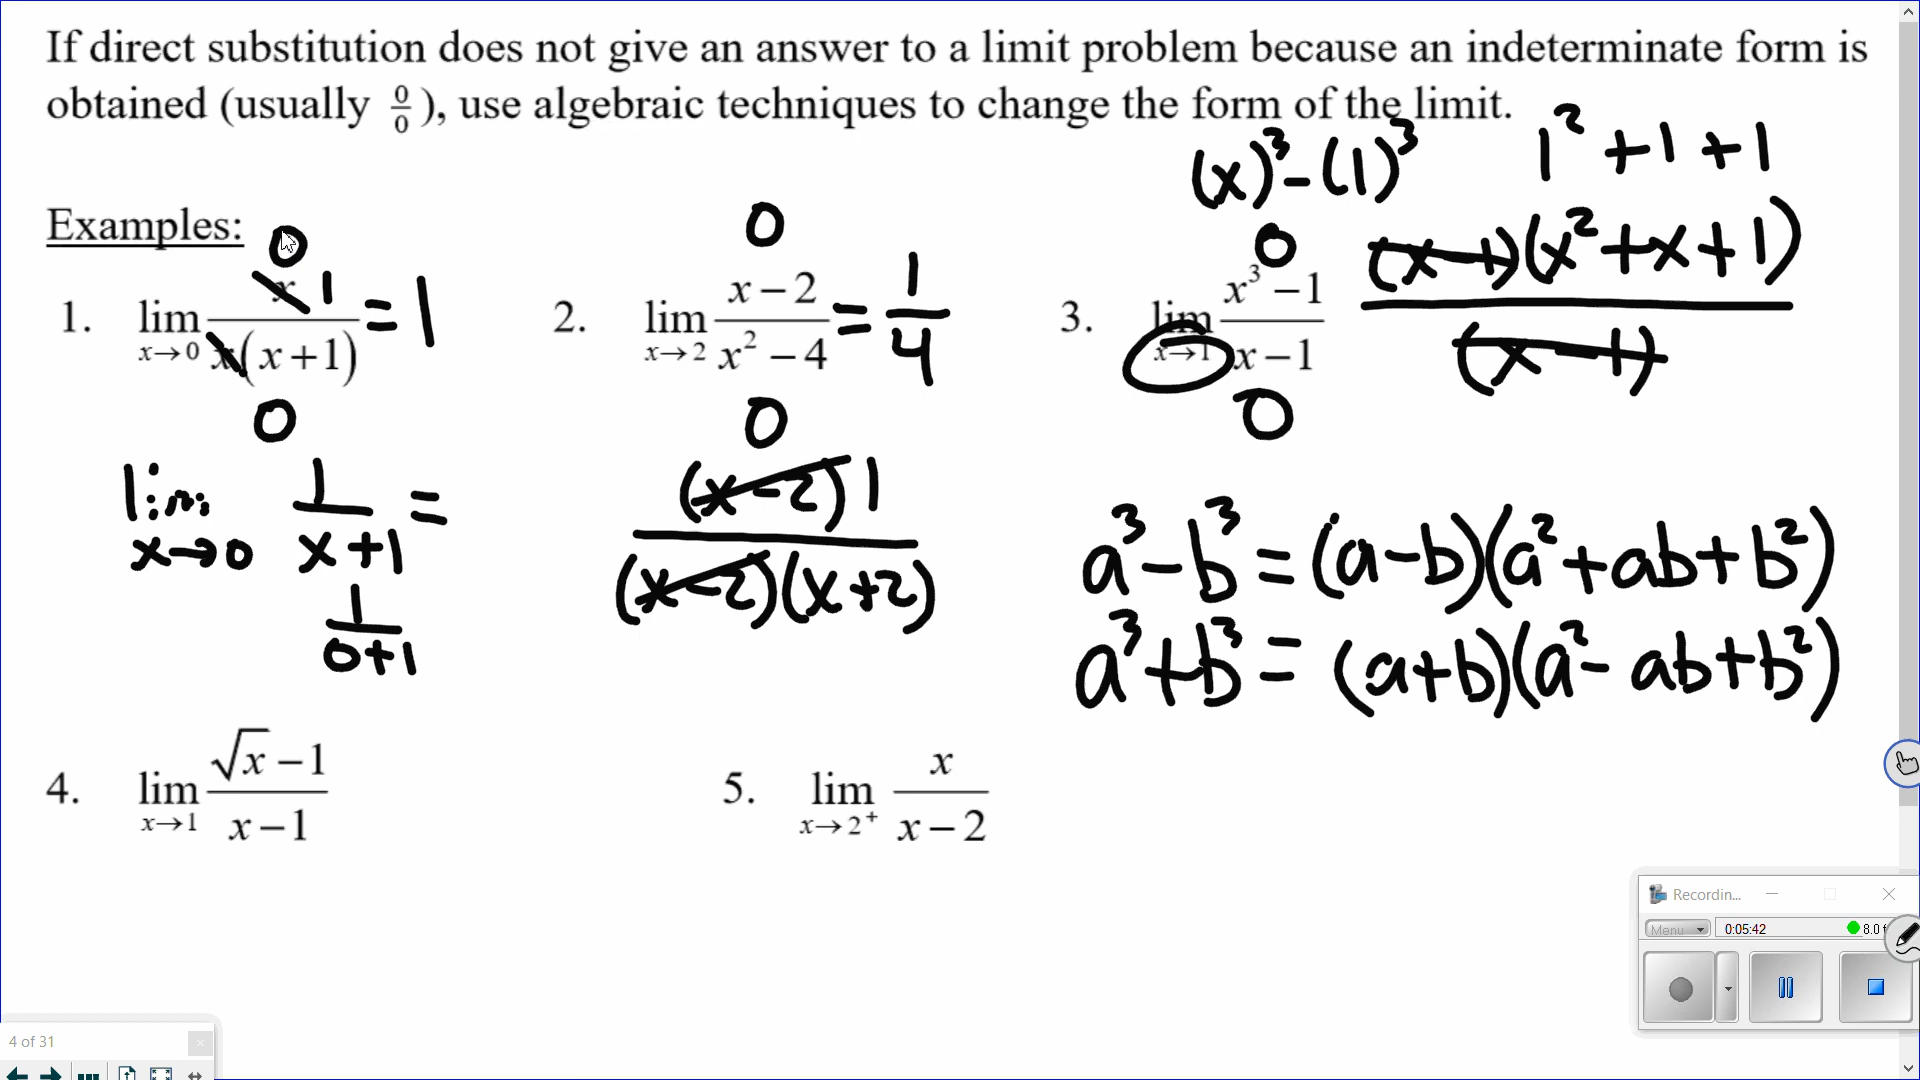 If direct substitution does not give an answer to a limit problem because an indeterminate form is
obtained (usually 0/0), use algebraic techniques to change the form of the limit.
(x)³ - (1)³
1² + 1 + 1
Examples:
0
1. lim x→0 x 1 / x(x+1) = 1
0
lim x→0 1/(x+1) =
1/(0+1)
0
2. lim x→2 (x−2)/(x²−4) = 1/4
0
(x-2) 1
(x-2)(x+2)
0
3. lim x→1 (x³−1)/(x−1)
0
(x-1)(x²+x+1)
(x-1)
a³-b³ = (a-b)(a²+ab+b²)
a³+b³ = (a+b)(a²-ab+b²)
4. lim x→1 (√x−1)/(x−1)
5. lim x→2⁺ x/(x−2)
Recordin...
Menu 0:05:42 8.0 f
4 of 31